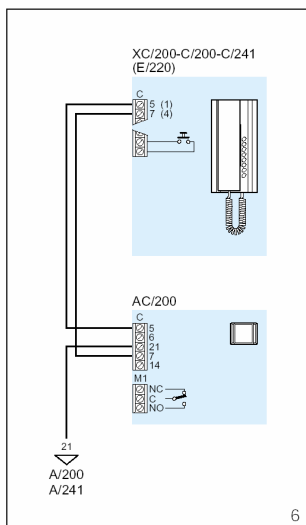 XC/200-C/200-C/241
(E/220)
C
5 (1)
7 (4)
AC/200
C
5
6
21
7
14
M1
NC
C
NO
21
A/200
A/241
6